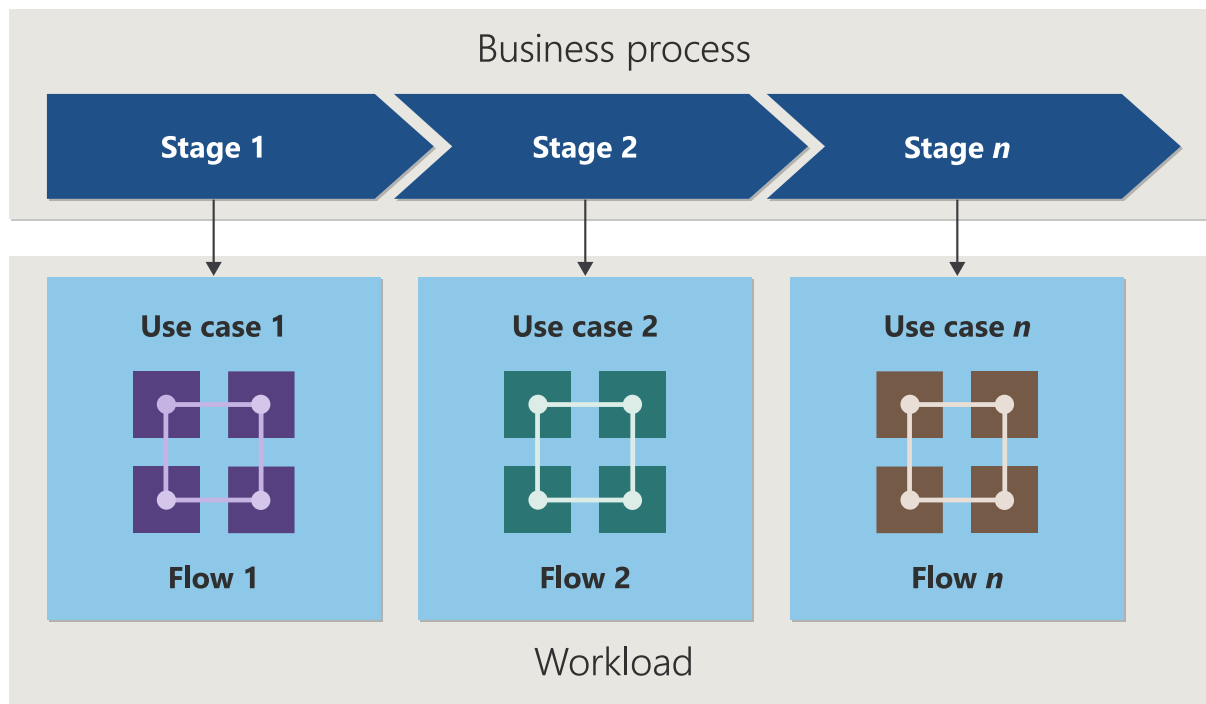 Business process
Stage 1
Stage 2
Stage n
Use case 1
Use case 2
Use case n
Flow 1
Flow 2
Flow n
Workload